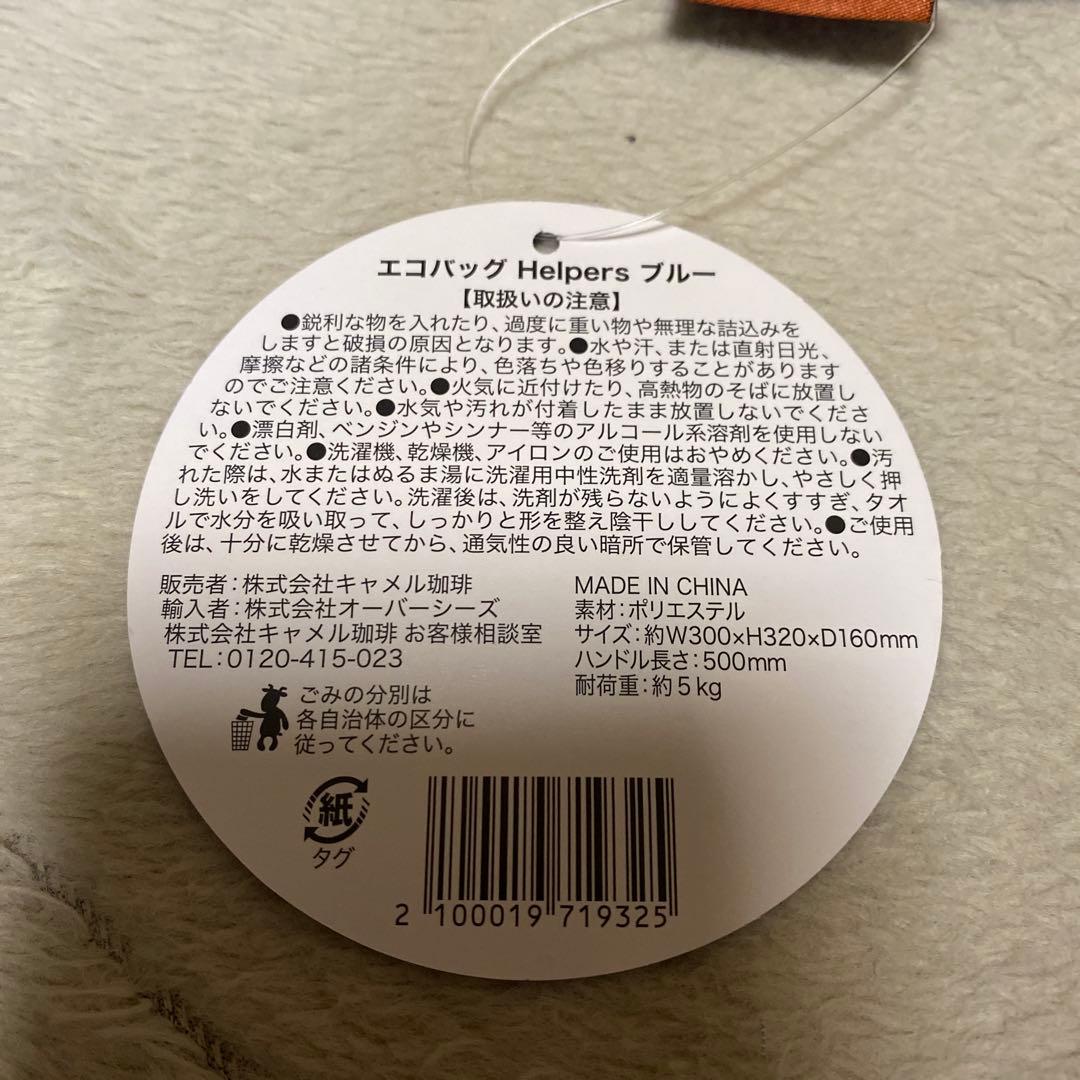 エコバッグ Helpers ブルー
【取扱いの注意】
●鋭利な物を入れたり、過度に重い物や無理な詰込みを
しますと破損の原因となります。●水や汗、または直射日光、
摩擦などの諸条件により、色落ちや色移りすることがあります
のでご注意ください。●火気に近付けたり、高熱物のそばに放置し
ないでください。●水気や汚れが付着したまま放置しないでくださ
い。●漂白剤、ベンジンやシンナー等のアルコール系溶剤を使用しない
でください。●洗濯機、乾燥機、アイロンのご使用はおやめください。●汚
れた際は、水またはぬるま湯に洗濯用中性洗剤を適量溶かし、やさしく押
し洗いをしてください。洗濯後は、洗剤が残らないようによくすすぎ、タオ
ルで水分を吸い取って、しっかりと形を整え陰干ししてください。●ご使用
後は、十分に乾燥させてから、通気性の良い暗所で保管してください。
販売者：株式会社キャメル珈琲
輸入者：株式会社オーバーシーズ
株式会社キャメル珈琲 お客様相談室
TEL：0120-415-023
MADE IN CHINA
素材：ポリエステル
サイズ：約W300×H320×D160mm
ハンドル長さ：500mm
耐荷重：約5kg
ごみの分別は
各自治体の区分に
従ってください。
紙
タグ
2 100019 719325